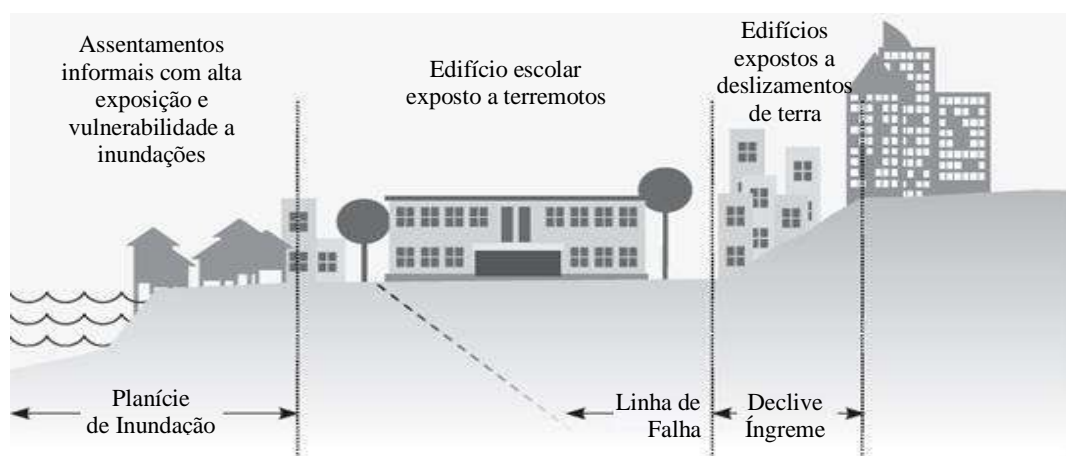 Assentamentos
informais com alta
exposição e
vulnerabilidade a
inundações
Edifício escolar
exposto a terremotos
Edifícios
expostos a
deslizamentos
de terra
Planície
de Inundação
Linha de
Falha
Declive
Íngreme